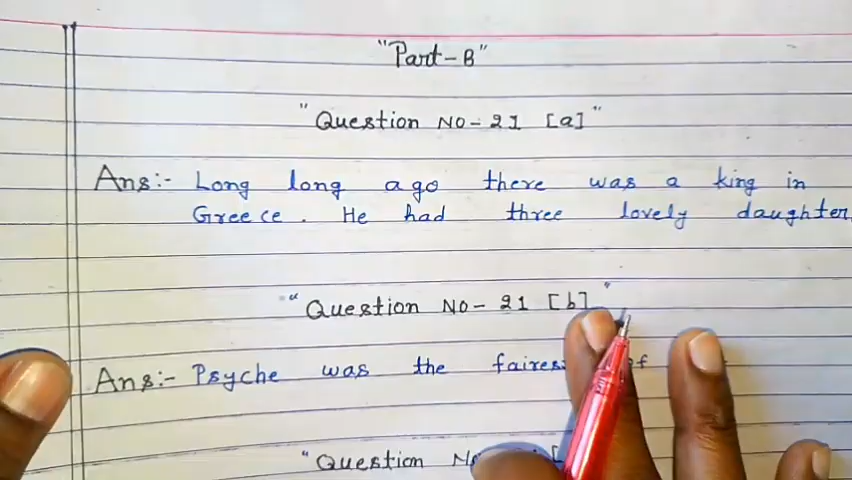 "Part-B"
"Question No- 21 [a]"
Ans:- Long long ago there was a king in
Greece. He had three lovely daughter
"Question No- 21 [b]"
Ans:- Psyche was the of
"Question